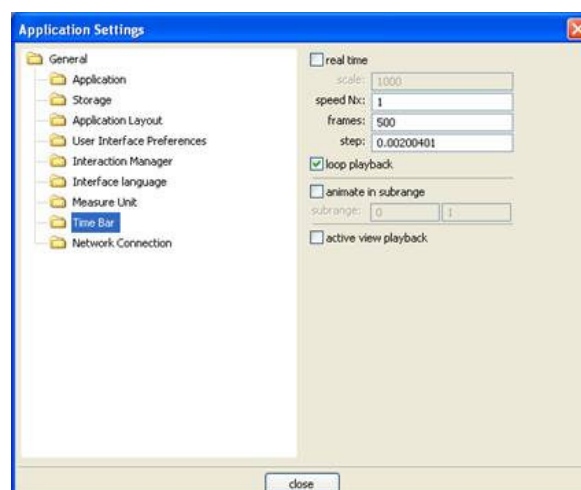 Application Settings
General
Application
Storage
Application Layout
User Interface Preferences
Interaction Manager
Interface language
Measure Unit
Time Bar
Network Connection
real time
scale: 1000
speed Nx: 1
frames: 500
step: 0.00200401
loop playback
animate in subrange
subrange: 0 1
active view playback
close